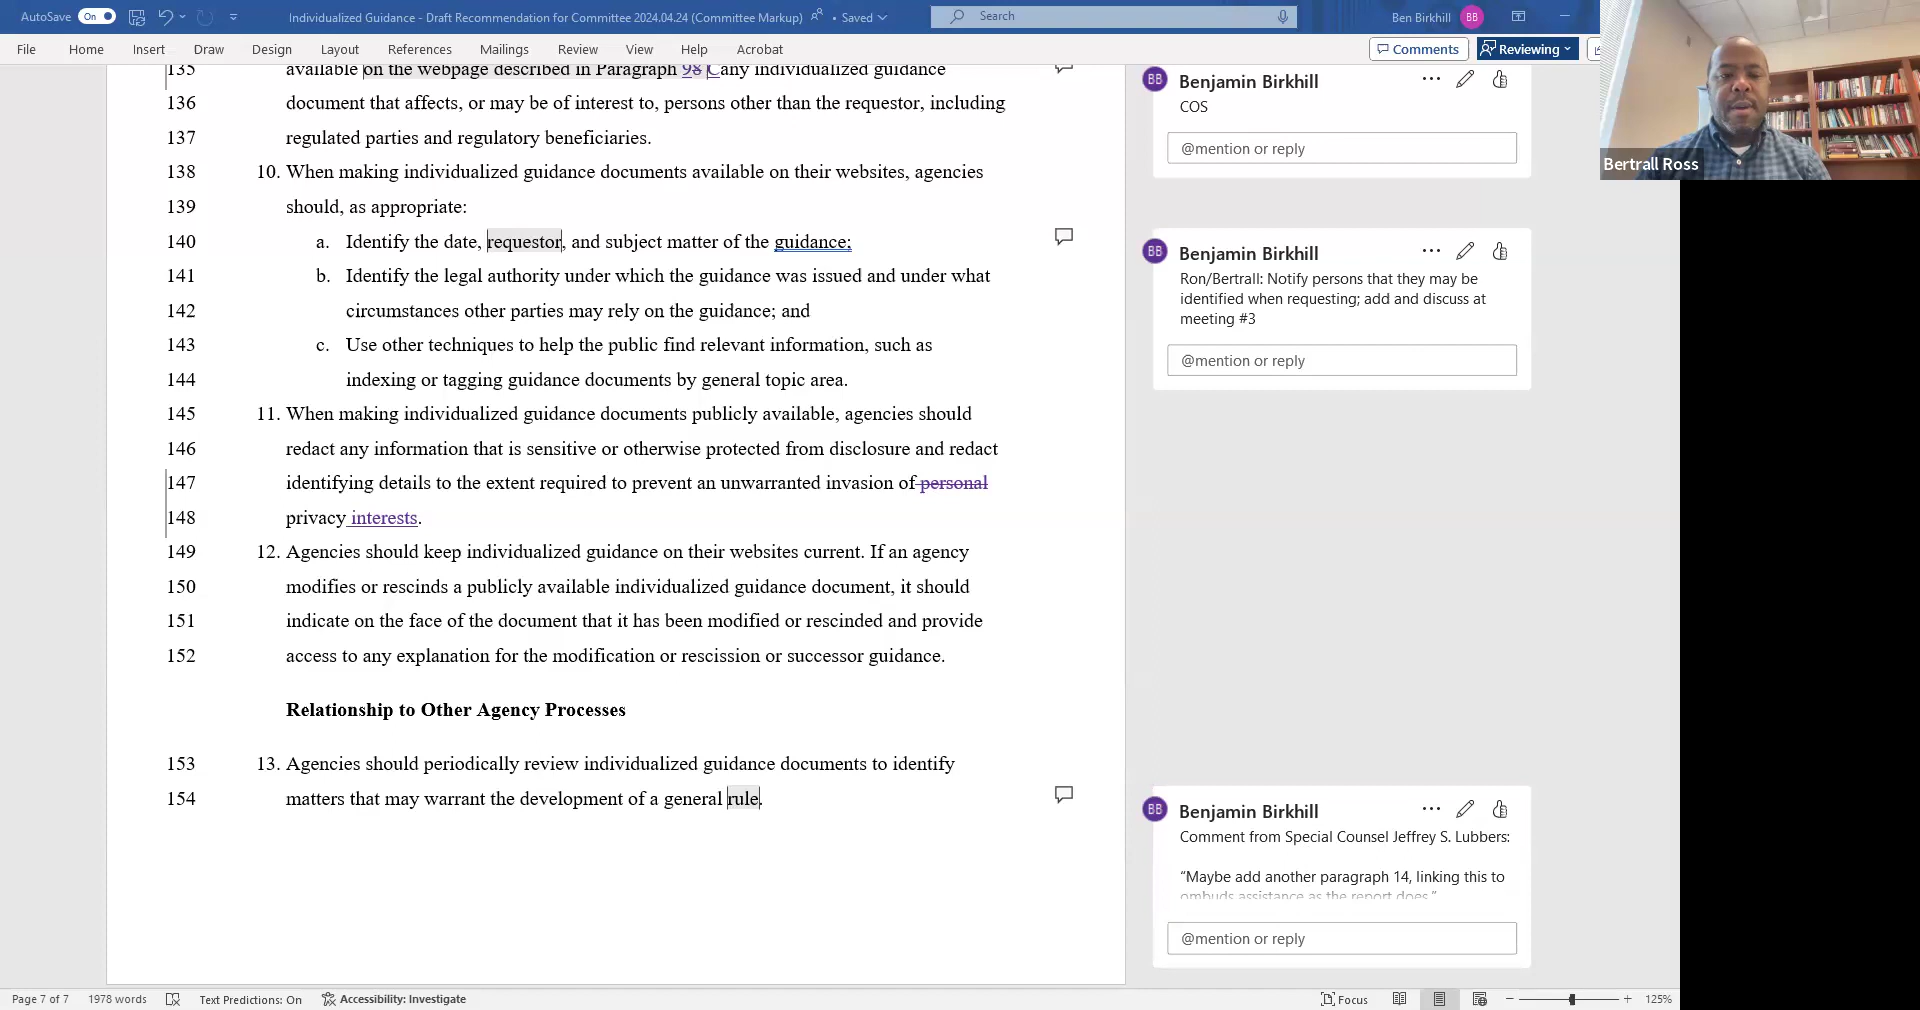 AutoSave On Individualized Guidance - Draft Recommendation for Committee 2024.04.24 (Committee Markup) • Saved Search Ben Birkhill BB
File Home Insert Draw Design Layout References Mailings Review View Help Acrobat Comments Reviewing
135 available on the webpage described in Paragraph 98 Cany individualized guidance
136 document that affects, or may be of interest to, persons other than the requestor, including
137 regulated parties and regulatory beneficiaries.
138 10. When making individualized guidance documents available on their websites, agencies
139 should, as appropriate:
140 a. Identify the date, requestor, and subject matter of the guidance;
141 b. Identify the legal authority under which the guidance was issued and under what
142 circumstances other parties may rely on the guidance; and
143 c. Use other techniques to help the public find relevant information, such as
144 indexing or tagging guidance documents by general topic area.
145 11. When making individualized guidance documents publicly available, agencies should
146 redact any information that is sensitive or otherwise protected from disclosure and redact
147 identifying details to the extent required to prevent an unwarranted invasion of personal
148 privacy interests.
149 12. Agencies should keep individualized guidance on their websites current. If an agency
150 modifies or rescinds a publicly available individualized guidance document, it should
151 indicate on the face of the document that it has been modified or rescinded and provide
152 access to any explanation for the modification or rescission or successor guidance.
Relationship to Other Agency Processes
153 13. Agencies should periodically review individualized guidance documents to identify
154 matters that may warrant the development of a general rule.
BB Benjamin Birkhill
COS
@mention or reply
BB Benjamin Birkhill
Ron/Bertrall: Notify persons that they may be
identified when requesting; add and discuss at
meeting #3
@mention or reply
BB Benjamin Birkhill
Comment from Special Counsel Jeffrey S. Lubbers:
“Maybe add another paragraph 14, linking this to
ombuds assistance as the report does.”
@mention or reply
Bertrall Ross
Page 7 of 7 1978 words Text Predictions: On Accessibility: Investigate Focus 125%